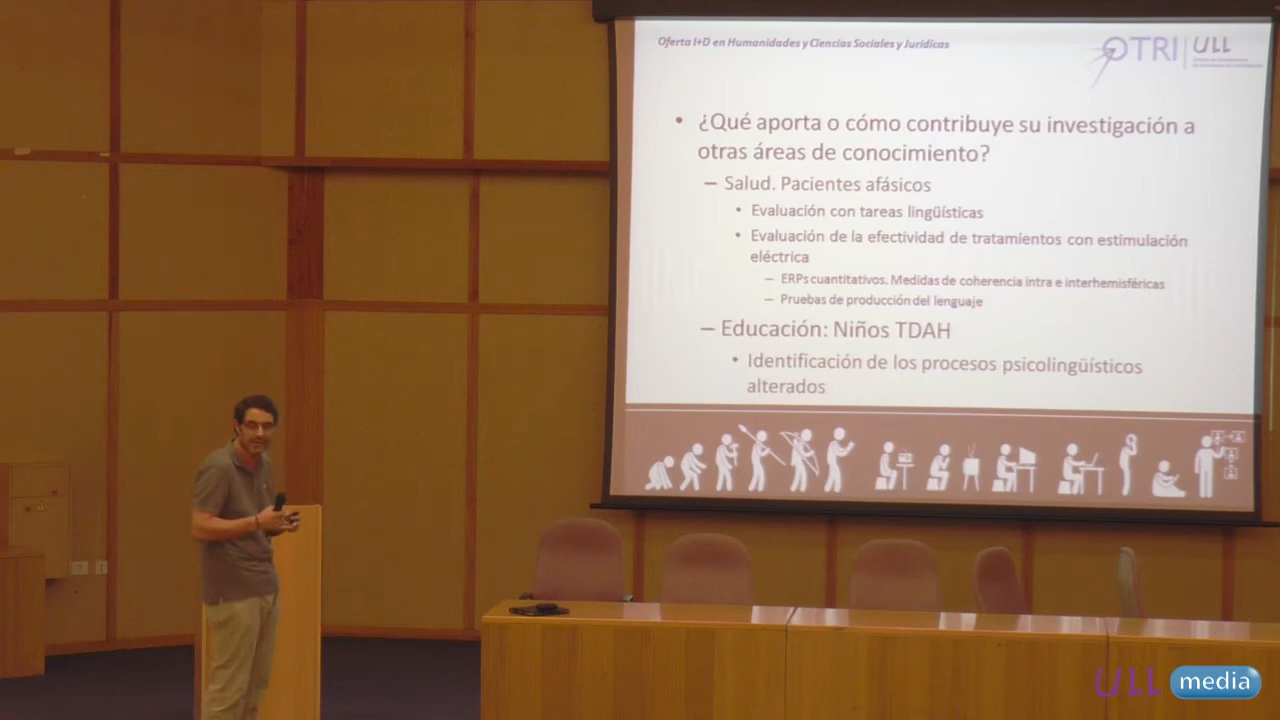 Oferta I+D en Humanidades y Ciencias Sociales y Jurídicas
OTRI ULL
• ¿Qué aporta o cómo contribuye su investigación a
otras áreas de conocimiento?
– Salud. Pacientes afásicos
• Evaluación con tareas lingüísticas
• Evaluación de la efectividad de tratamientos con estimulación
eléctrica
– ERPs cuantitativos. Medidas de coherencia intra e interhemisféricas
– Pruebas de producción del lenguaje
– Educación: Niños TDAH
• Identificación de los procesos psicolingüísticos
alterados
ULL media